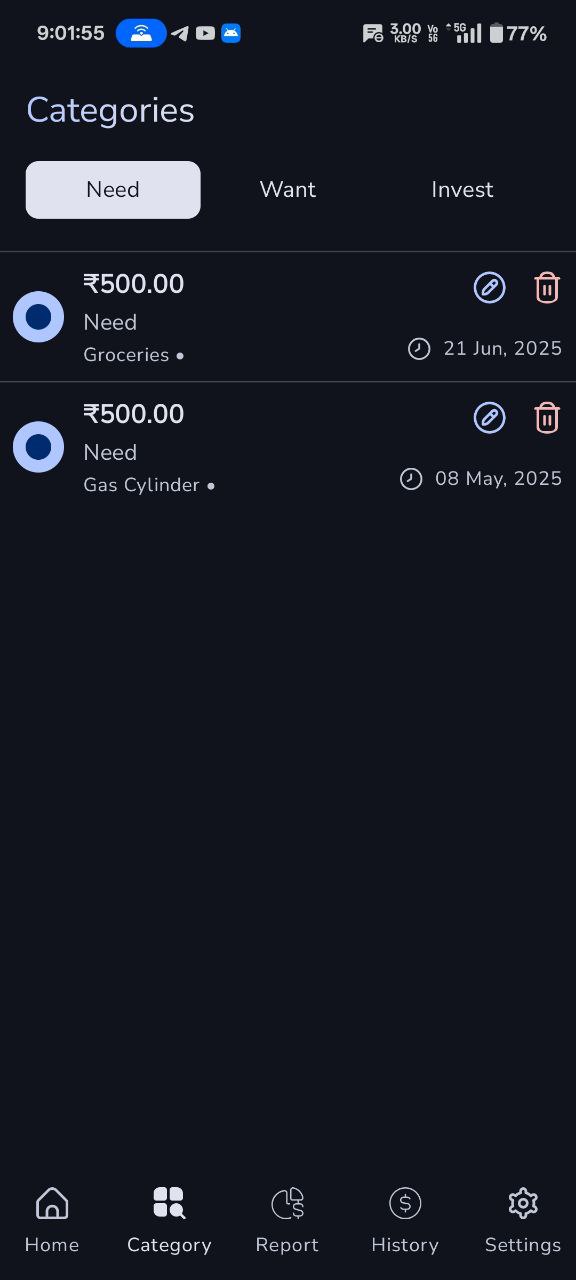 9:01:55 3.00 KB/S Vo 5G 5G 77%
Categories
Need Want Invest
₹500.00
Need
Groceries •
21 Jun, 2025
₹500.00
Need
Gas Cylinder •
08 May, 2025
Home Category Report History Settings